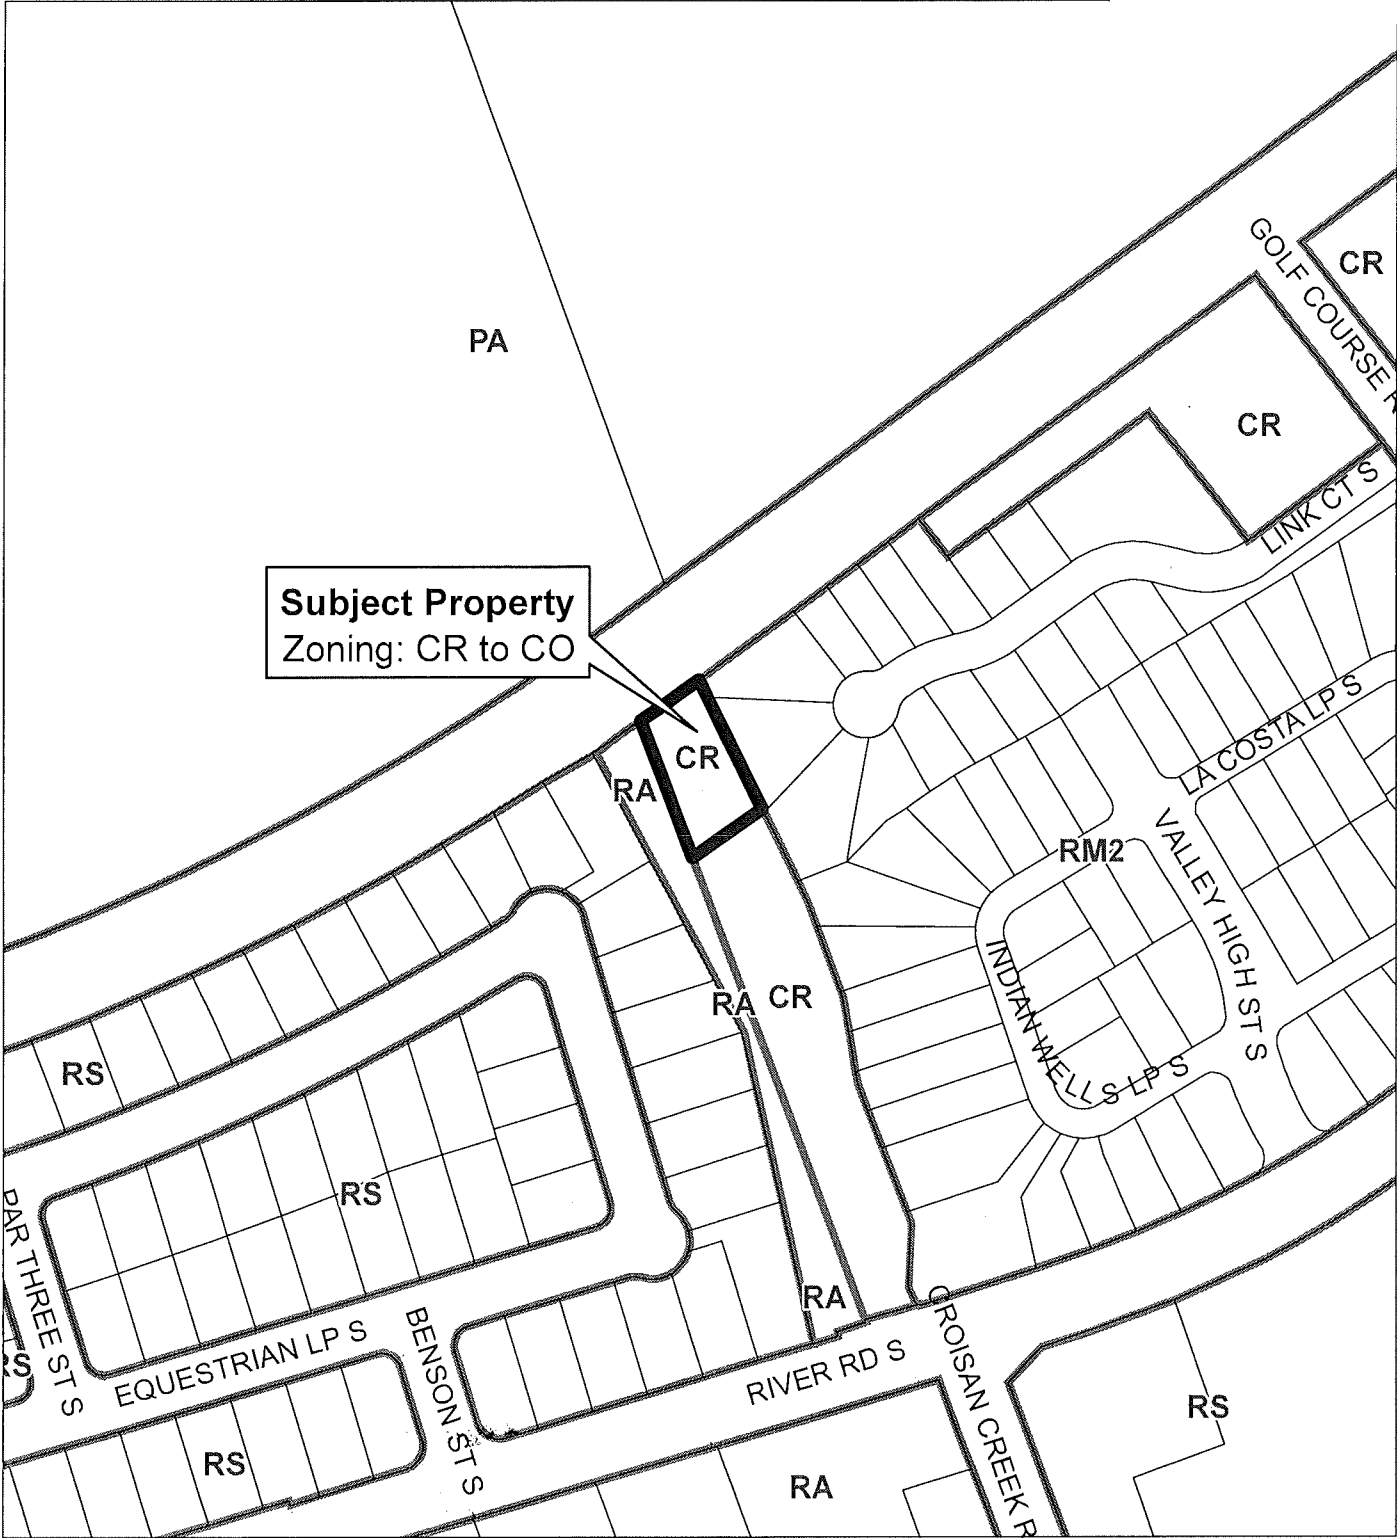 GOLF COURSE R
CR
PA
CR
LINK CT S
Subject Property
Zoning: CR to CO
CR
RA
LA COSTA LP S
RM2
VALLEY HIGH ST S
INDIAN WELLS LP S
RA
CR
RS
RS
PAR THREE ST S
RA
RS
EQUESTRIAN LP S
BENSON ST S
RIVER RD S
CROISAN CREEK R
RS
RS
RA